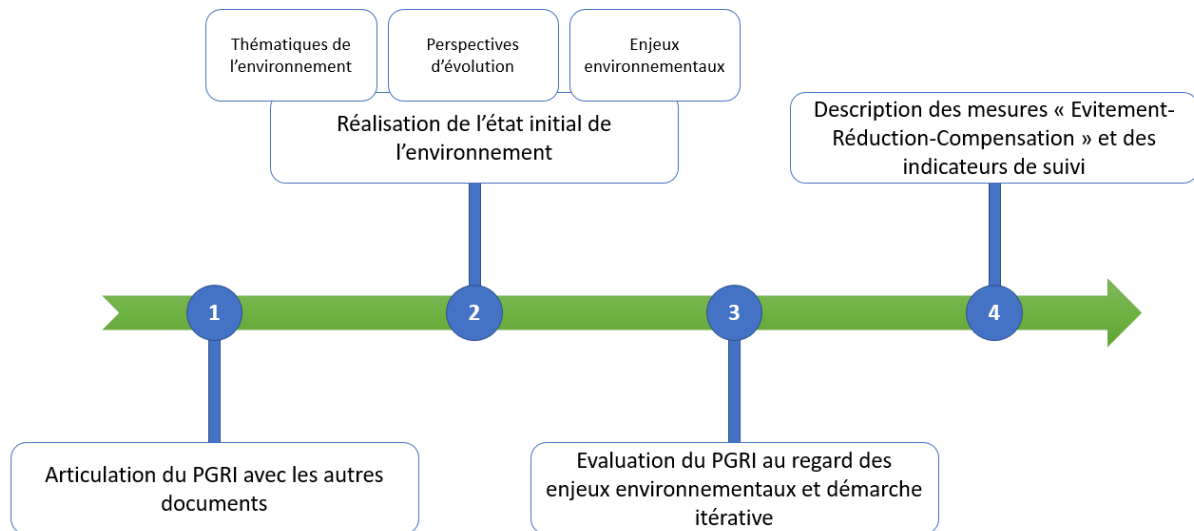 Thématiques de
l'environnement
Perspectives
d'évolution
Enjeux
environnementaux
Réalisation de l'état initial de
l'environnement
Description des mesures « Evitement-
Réduction-Compensation » et des
indicateurs de suivi
1
2
3
4
Articulation du PGRI avec les autres
documents
Evaluation du PGRI au regard des
enjeux environnementaux et démarche
itérative